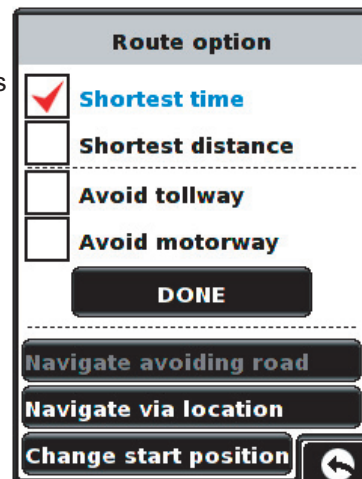 Route option
s
Shortest time
Shortest distance
Avoid tollway
Avoid motorway
DONE
Navigate avoiding road
Navigate via location
Change start position